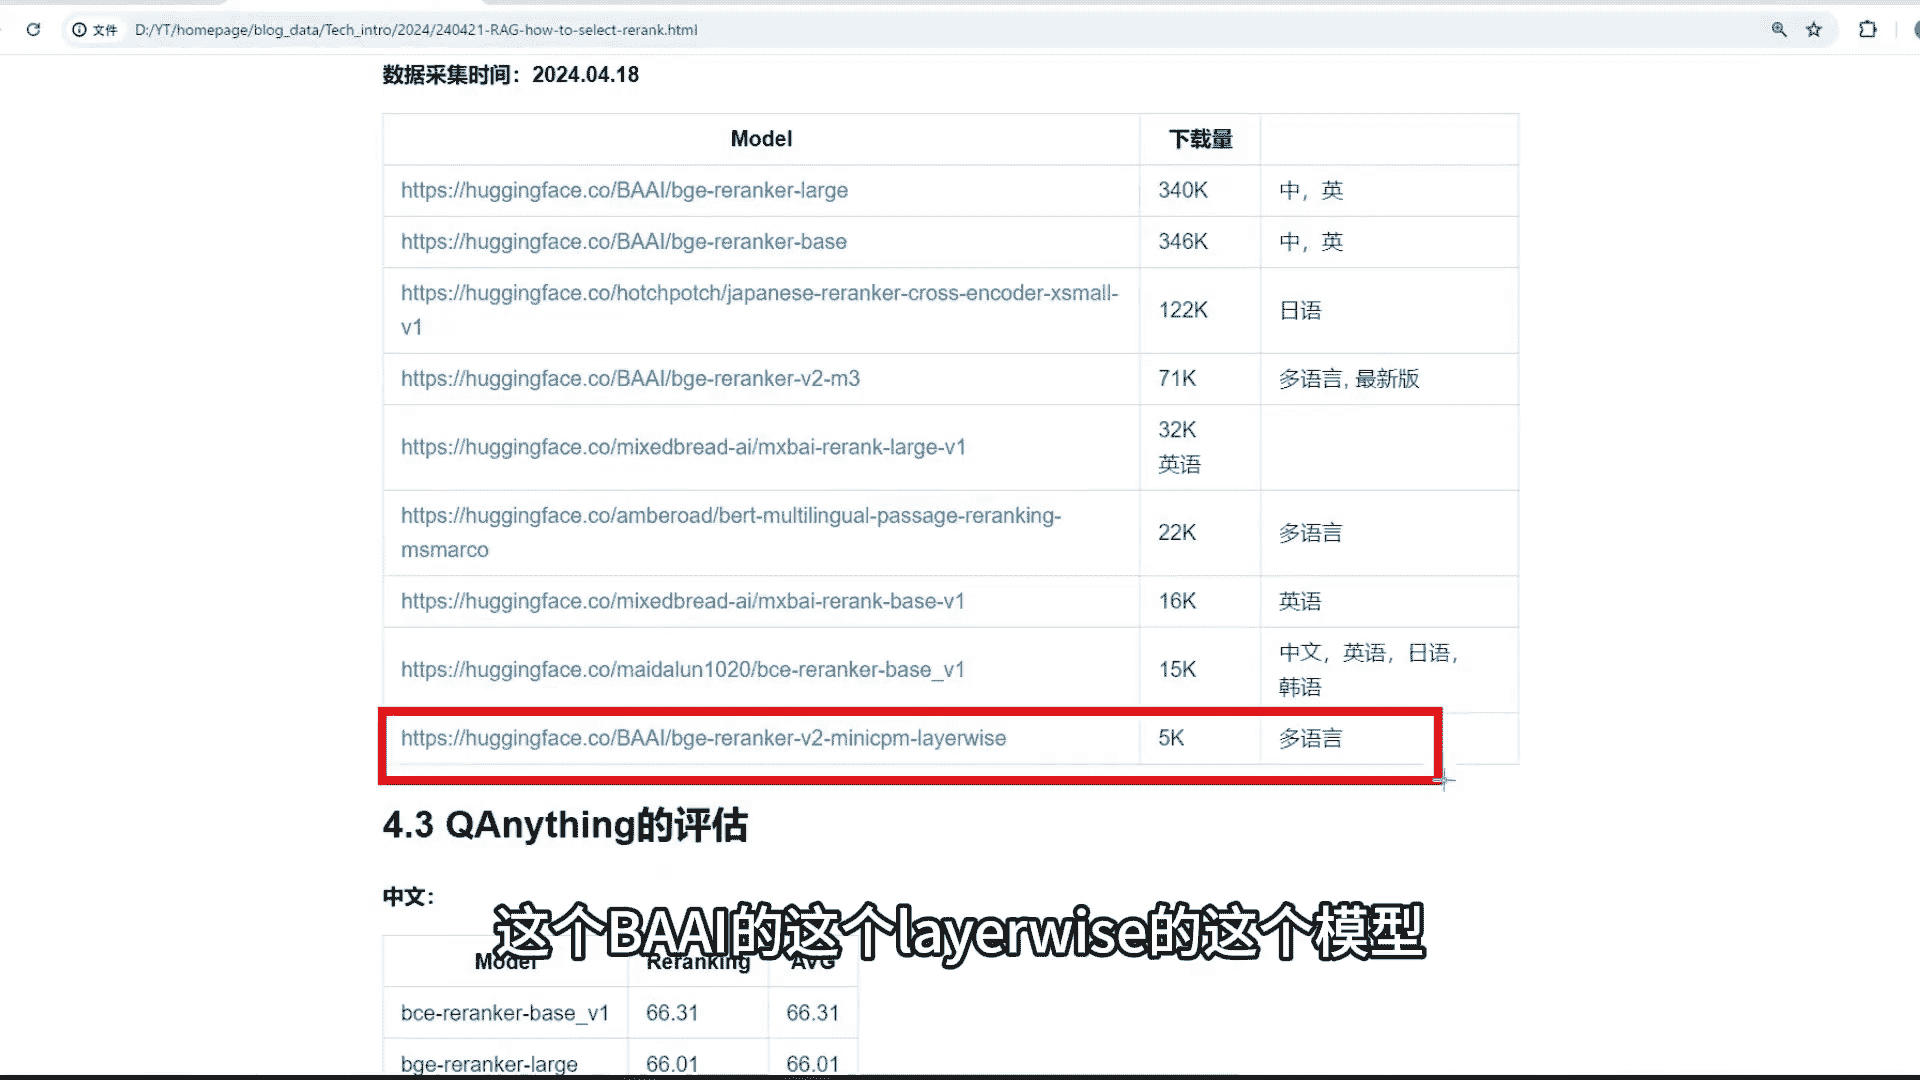 文件 D:/YT/homepage/blog_data/Tech_intro/2024/240421-RAG-how-to-select-rerank.html
数据采集时间：2024.04.18
Model 下载量
https://huggingface.co/BAAI/bge-reranker-large 340K 中，英
https://huggingface.co/BAAI/bge-reranker-base 346K 中，英
https://huggingface.co/hotchpotch/japanese-reranker-cross-encoder-xsmall-
v1 122K 日语
https://huggingface.co/BAAI/bge-reranker-v2-m3 71K 多语言, 最新版
https://huggingface.co/mixedbread-ai/mxbai-rerank-large-v1 32K
英语
https://huggingface.co/amberoad/bert-multilingual-passage-reranking-
msmarco 22K 多语言
https://huggingface.co/mixedbread-ai/mxbai-rerank-base-v1 16K 英语
https://huggingface.co/maidalun1020/bce-reranker-base_v1 15K 中文，英语，日语，
韩语
https://huggingface.co/BAAI/bge-reranker-v2-minicpm-layerwise 5K 多语言
4.3 QAnything的评估
中文：
这个BAAI的这个layerwise的这个模型
Model Reranking AVG
bce-reranker-base_v1 66.31 66.31
bge-reranker-large 66.01 66.01